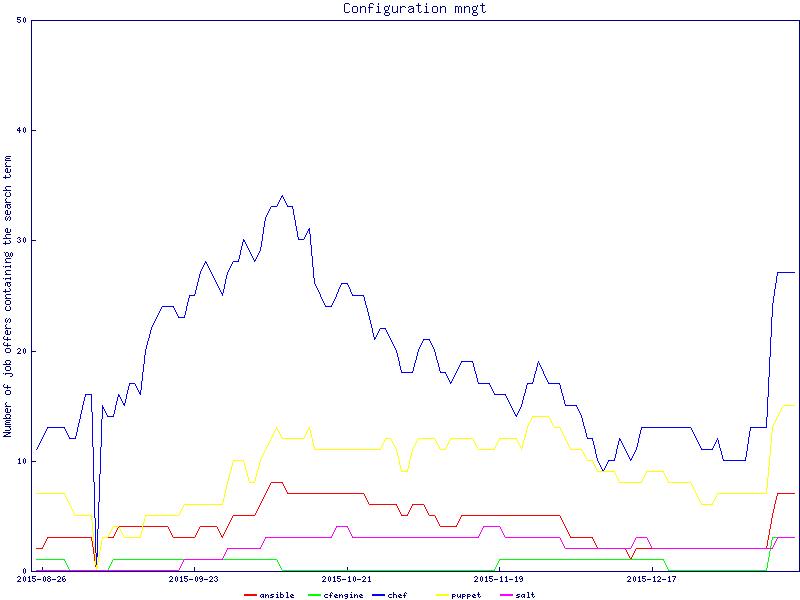 Configuration mngt
Number of job offers containing the search term
50
40
30
20
10
0
2015-08-26 2015-09-23 2015-10-21 2015-11-19 2015-12-17
ansible cfengine chef puppet salt